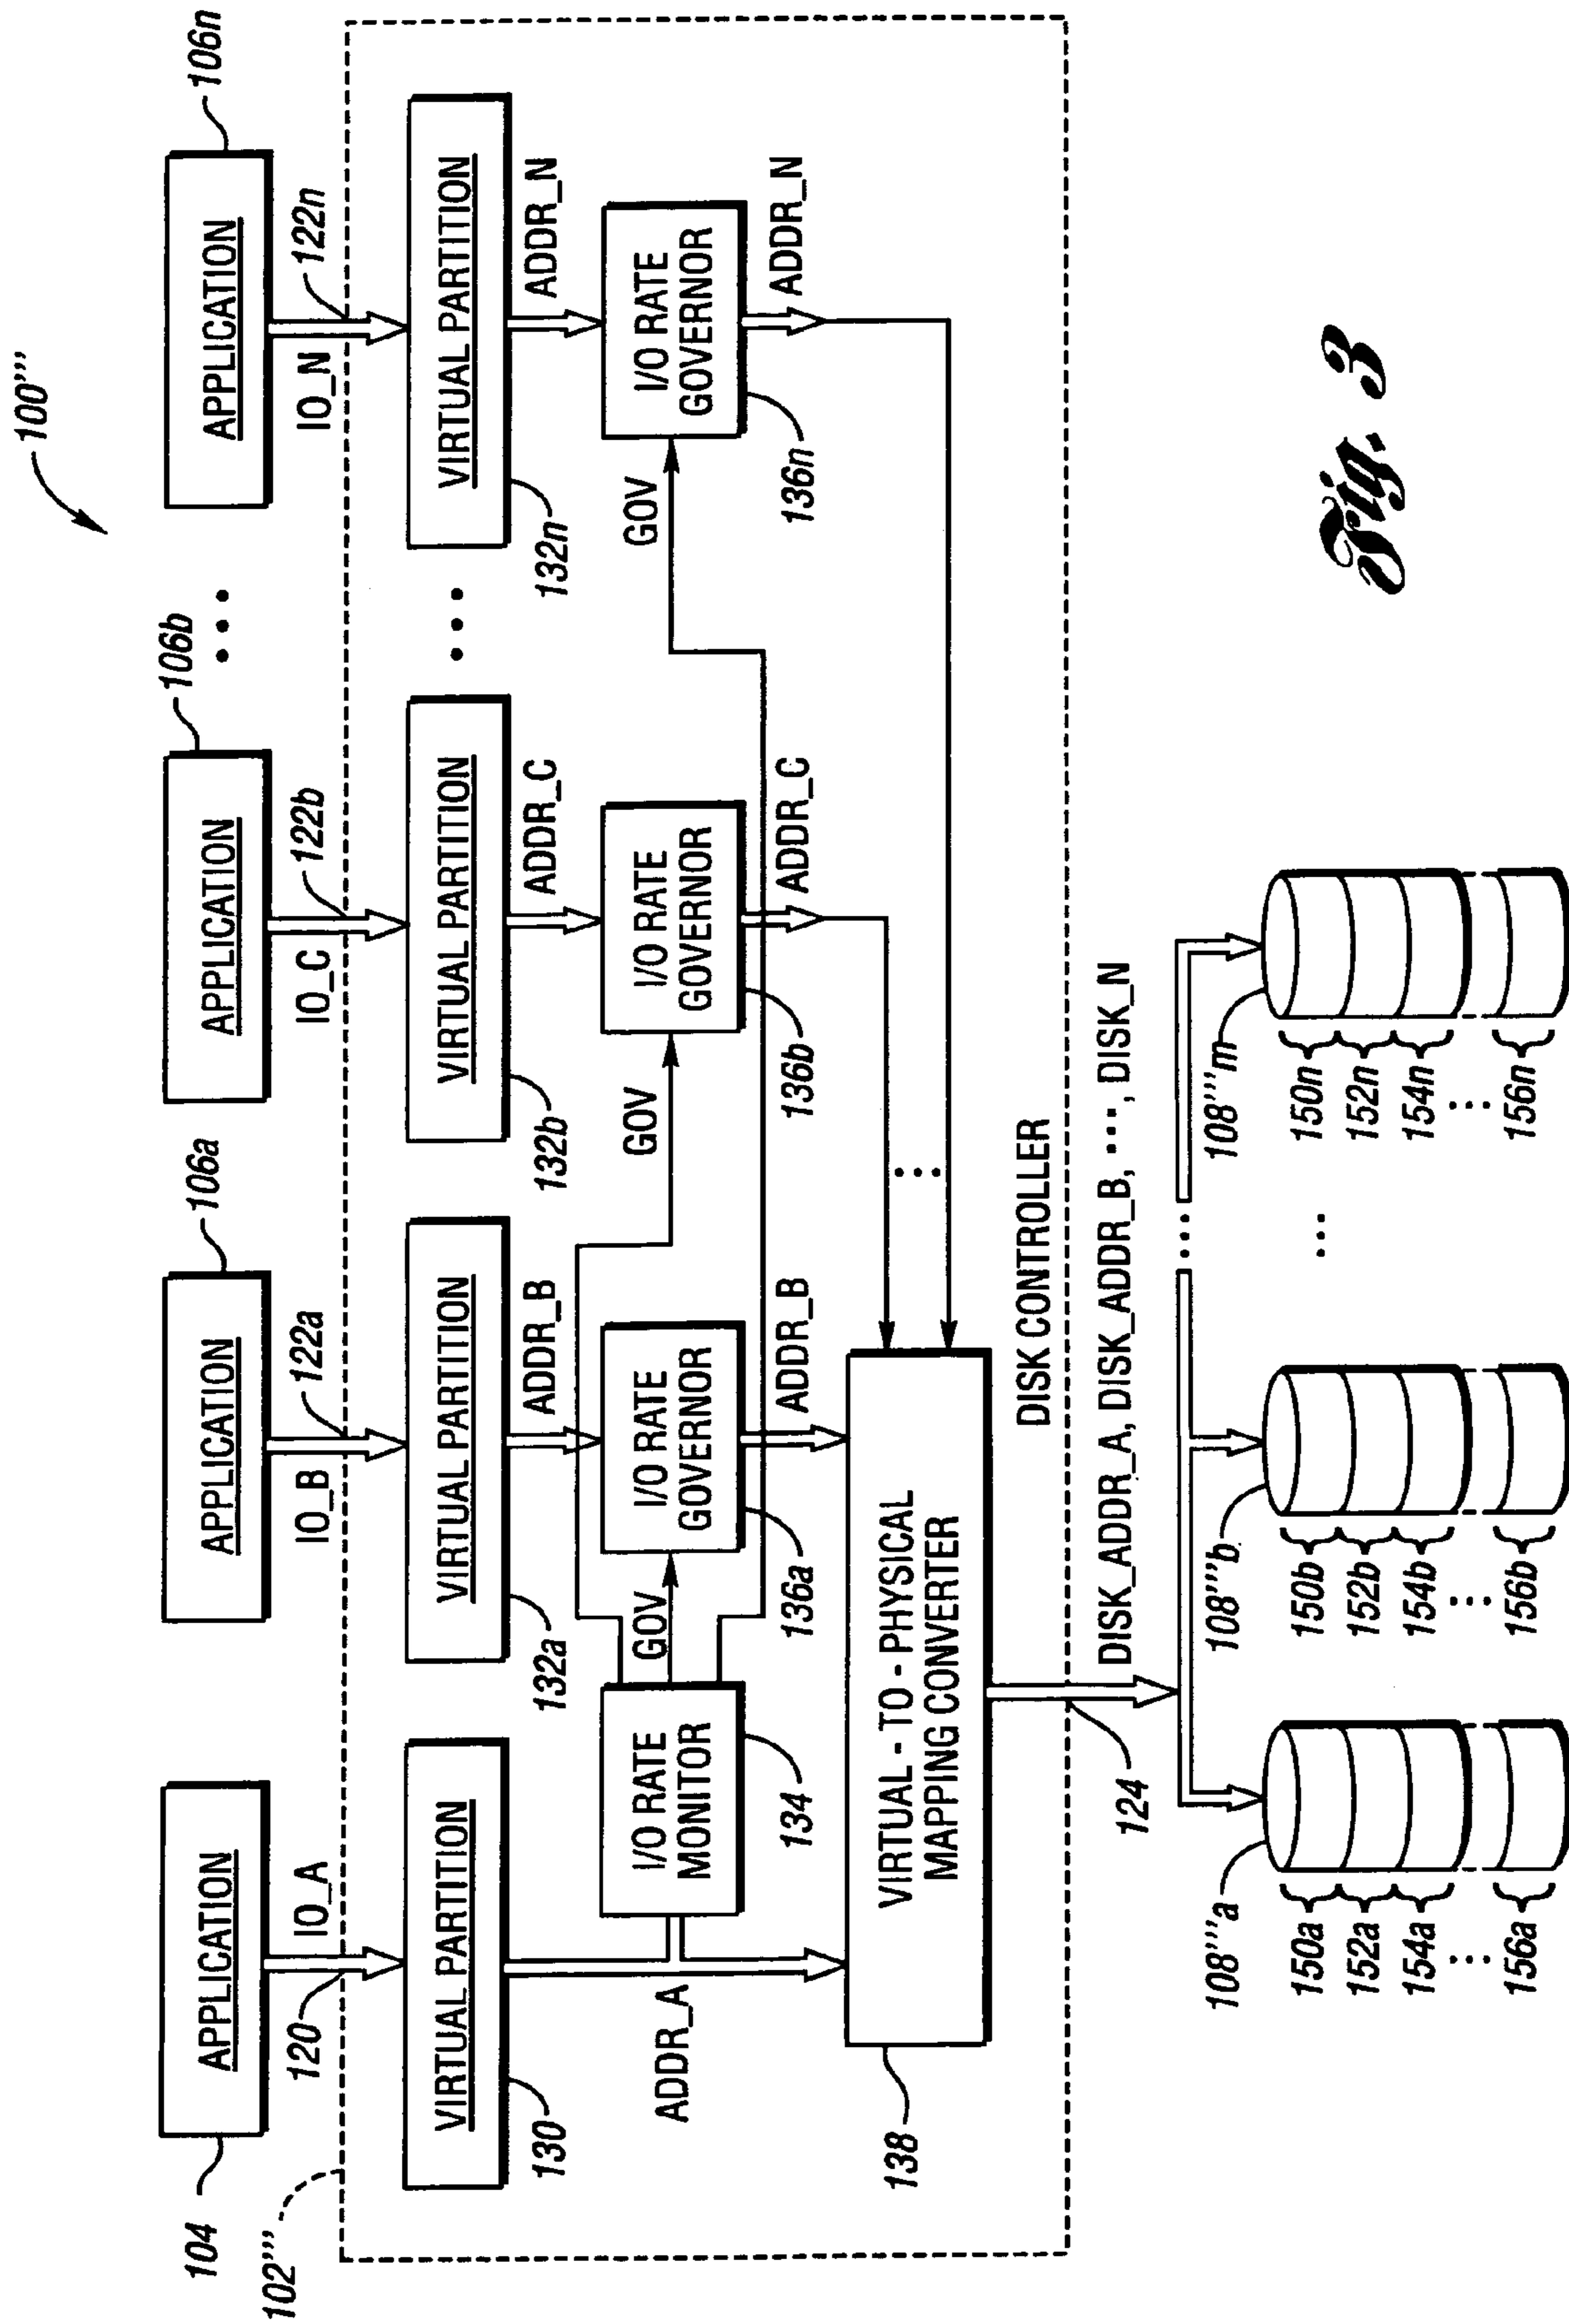 100'''
104
APPLICATION
106a
APPLICATION
106b
APPLICATION
...
106n
APPLICATION
102'''
120
IO_A
IO_B
122a
IO_C
122b
IO_N
122n
VIRTUAL PARTITION
VIRTUAL PARTITION
VIRTUAL PARTITION
...
VIRTUAL PARTITION
130
132a
ADDR_B
132b
ADDR_C
132n
ADDR_N
ADDR_A
I/O RATE
MONITOR
134
GOV
I/O RATE
GOVERNOR
136a
GOV
I/O RATE
GOVERNOR
136b
GOV
I/O RATE
GOVERNOR
136n
ADDR_B
ADDR_C
ADDR_N
138
VIRTUAL - TO - PHYSICAL
MAPPING CONVERTER
...
DISK CONTROLLER
124
DISK_ADDR_A, DISK_ADDR_B, ..., DISK_N
108'''a
108'''b
...
108'''m
150a
152a
154a
...
156a
150b
152b
154b
...
156b
...
150n
152n
154n
...
156n
Fig. 3